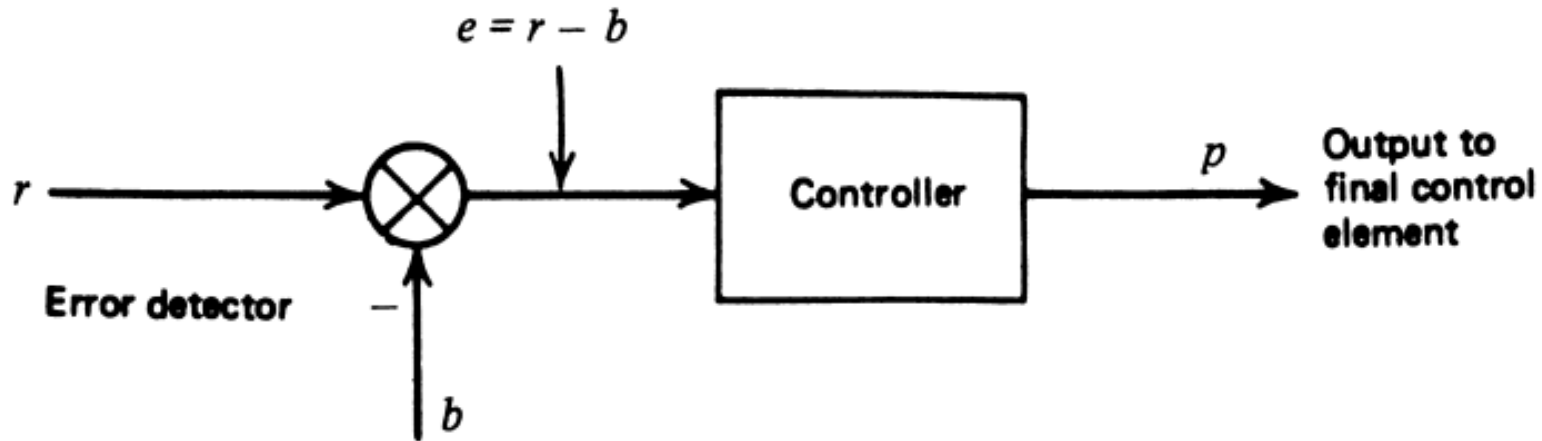 e = r − b
r
Controller
p
Output to
final control
element
Error detector
−
b